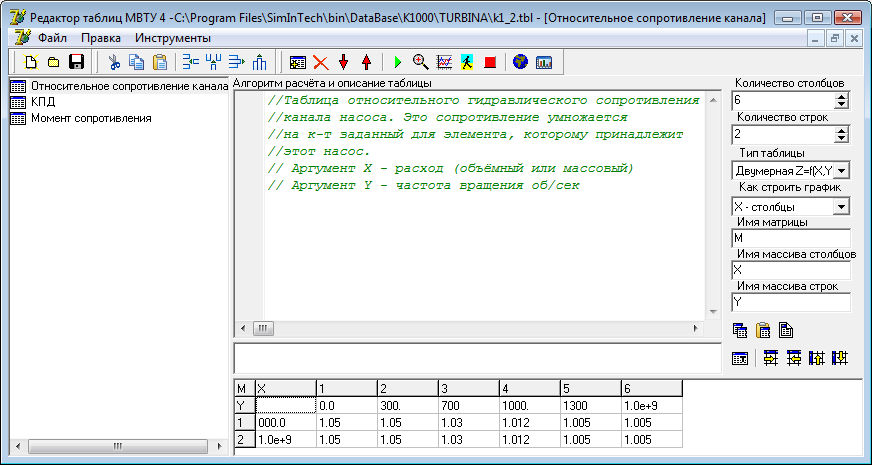 Редактор таблиц МВТУ 4 -C:\Program Files\SimInTech\bin\DataBase\K1000\TURBINA\k1_2.tbl - [Относительное сопротивление канала]
Файл Правка Инструменты
Относительное сопротивление канала
КПД
Момент сопротивления
Алгоритм расчёта и описание таблицы
//Таблица относительного гидравлического сопротивления
//канала насоса. Это сопротивление умножается
//на к-т заданный для элемента, которому принадлежит
//этот насос.
// Аргумент X - расход (объёмный или массовый)
// Аргумент Y - частота вращения об/сек
Количество столбцов
6
Количество строк
2
Тип таблицы
Двумерная Z=f(X,Y
Как строить график
X - столбцы
Имя матрицы
M
Имя массива столбцов
X
Имя массива строк
Y
M X 1 2 3 4 5 6
Y 0.0 300. 700 1000. 1300 1.0e+9
1 000.0 1.05 1.05 1.03 1.012 1.005 1.005
2 1.0e+9 1.05 1.05 1.03 1.012 1.005 1.005